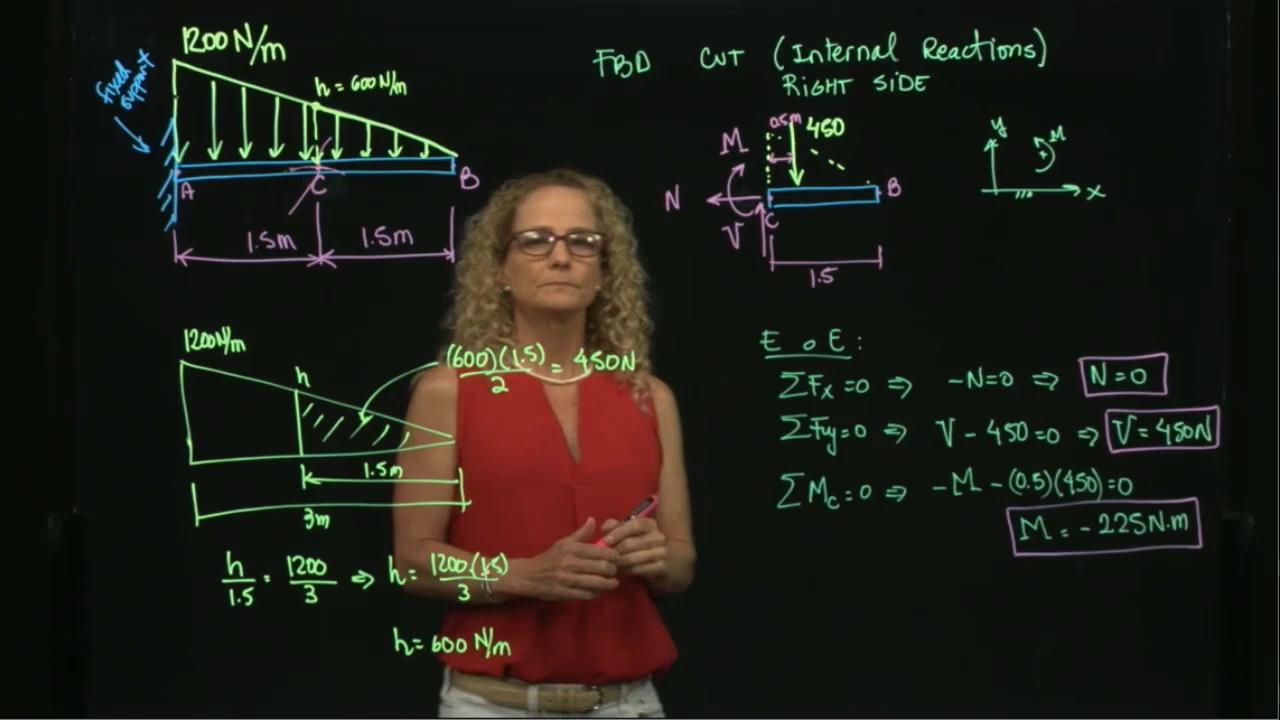 1200 N/m
fixed support
h = 600 N/m
A
C
B
1.5m
1.5m
FBD CUT (Internal Reactions)
RIGHT SIDE
0.5m
450
M
N
V
C
B
1.5
y
M
+
x
1200N/m
h
(600)(1.5)/2 = 450N
1.5m
3m
h/1.5 = 1200/3 ⇒ h = 1200(1.5)/3
h = 600 N/m
E o E:
ΣFx=0 ⇒ -N=0 ⇒ N=0
ΣFy=0 ⇒ V - 450=0 ⇒ V=450N
ΣMc=0 ⇒ -M - (0.5)(450)=0
M = -225N.m